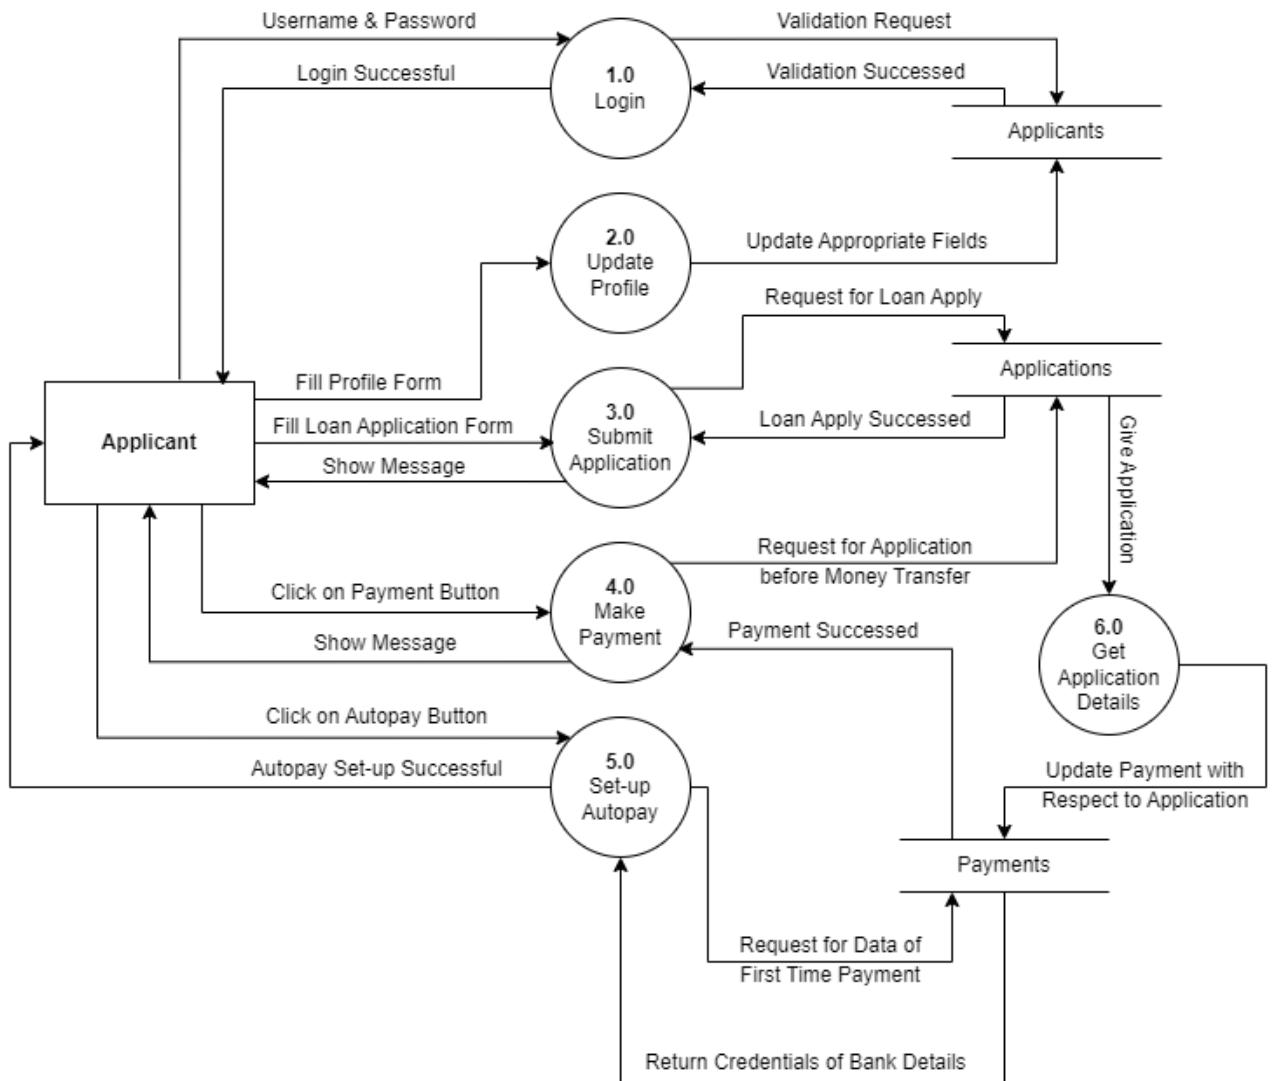 Username & Password
Validation Request
Login Successful
1.0
Login
Validation Successed
Applicants
2.0
Update
Profile
Update Appropriate Fields
Request for Loan Apply
Applications
Fill Profile Form
Applicant
Fill Loan Application Form
3.0
Submit
Application
Loan Apply Successed
Show Message
Give Application
Request for Application
before Money Transfer
Click on Payment Button
4.0
Make
Payment
Payment Successed
Show Message
6.0
Get
Application
Details
Click on Autopay Button
Autopay Set-up Successful
5.0
Set-up
Autopay
Update Payment with
Respect to Application
Payments
Request for Data of
First Time Payment
Return Credentials of Bank Details